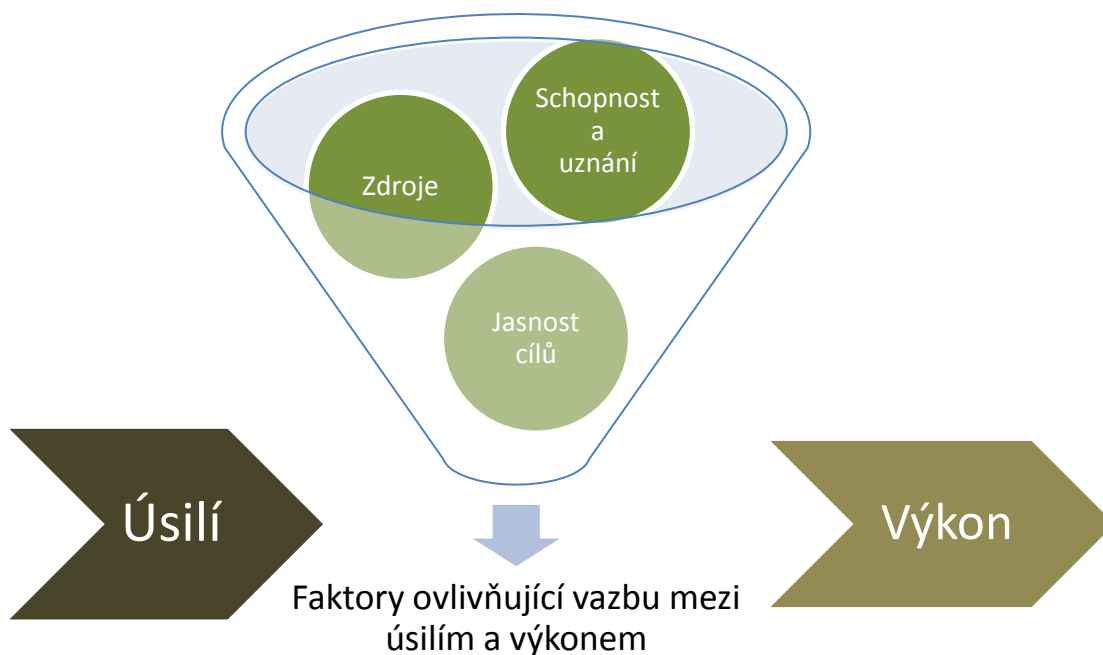 Schopnost
a
uznání
Zdroje
Jasnost
cílů
Úsilí
Výkon
Faktory ovlivňující vazbu mezi
úsilím a výkonem